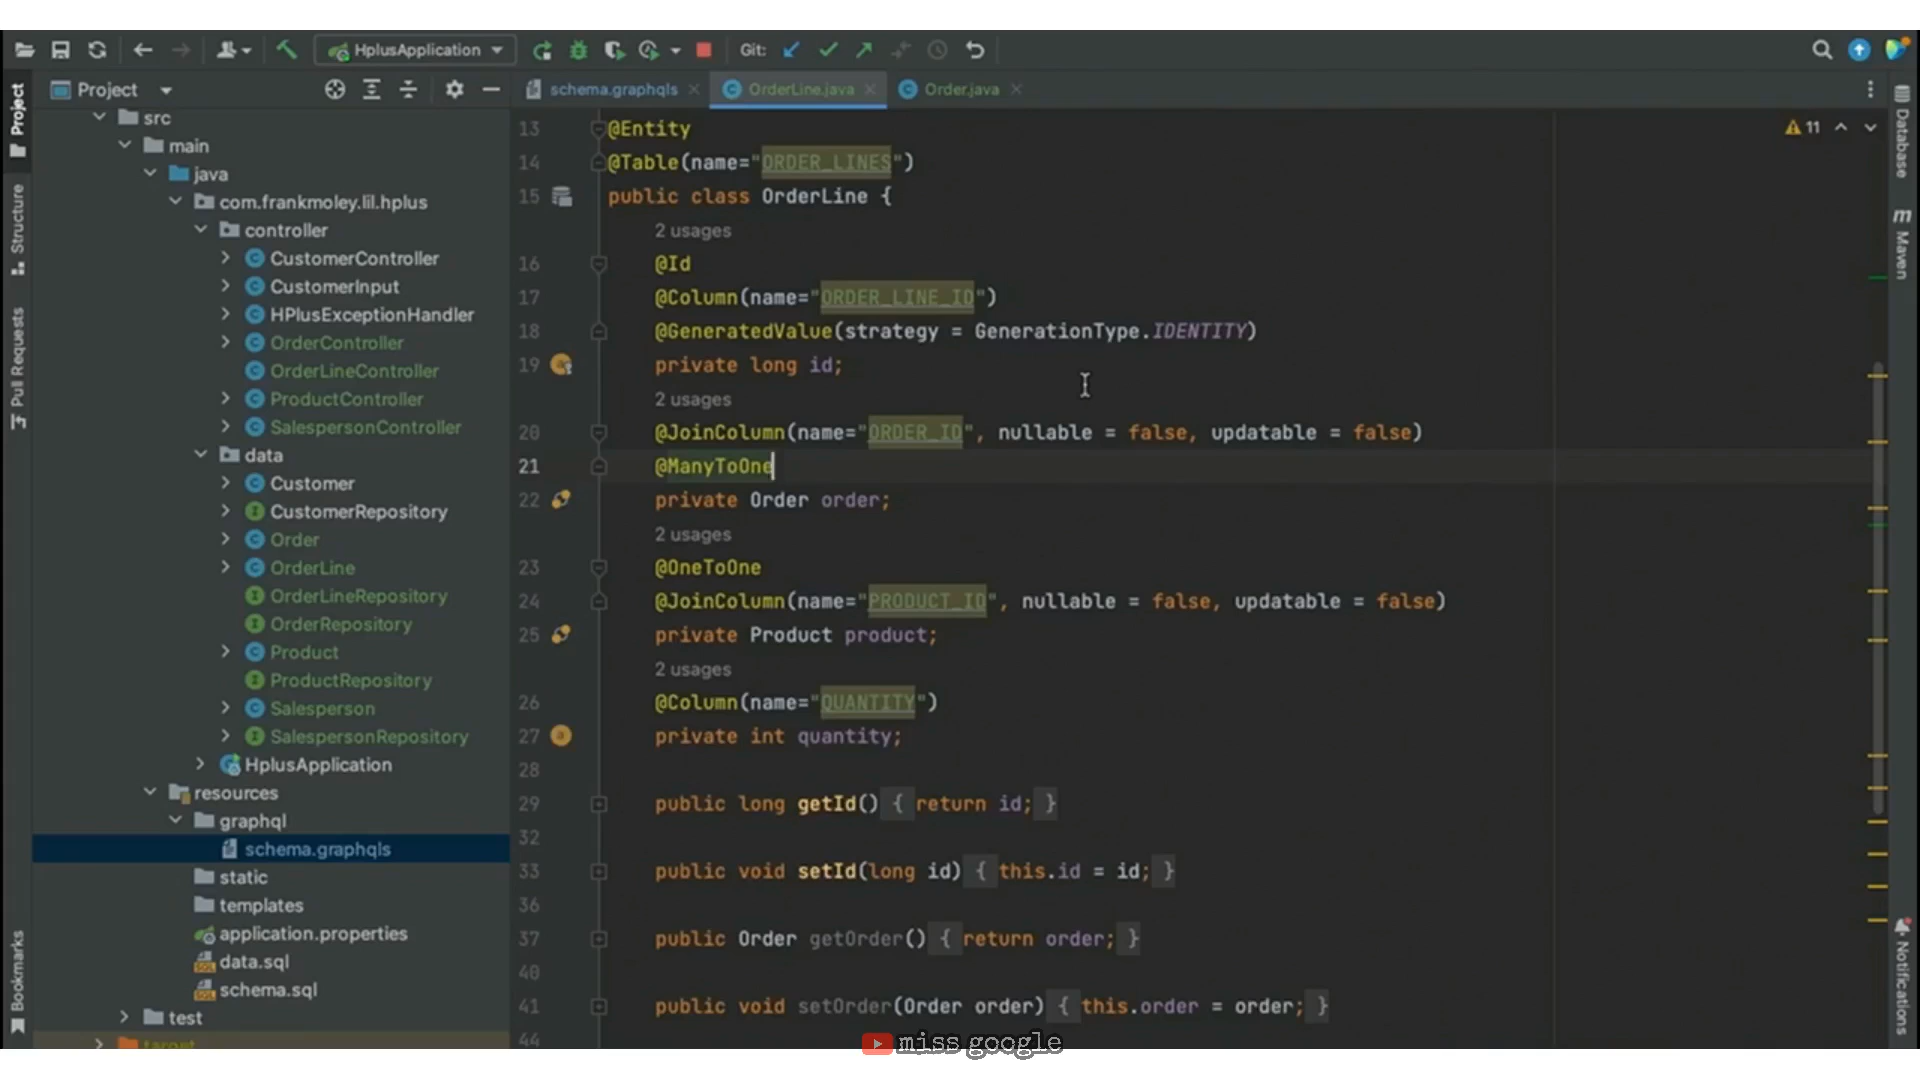 HplusApplication
Git:
Project
schema.graphqls
OrderLine.java
Order.java
Project
Structure
Pull Requests
Bookmarks
src
main
java
com.frankmoley.lil.hplus
controller
CustomerController
CustomerInput
HPlusExceptionHandler
OrderController
OrderLineController
ProductController
SalespersonController
data
Customer
CustomerRepository
Order
OrderLine
OrderLineRepository
OrderRepository
Product
ProductRepository
Salesperson
SalespersonRepository
HplusApplication
resources
graphql
schema.graphqls
static
templates
application.properties
data.sql
schema.sql
test
target
13 @Entity
14 @Table(name="ORDER_LINES")
15 public class OrderLine {
2 usages
16 @Id
17 @Column(name="ORDER_LINE_ID")
18 @GeneratedValue(strategy = GenerationType.IDENTITY)
19 private long id;
2 usages
20 @JoinColumn(name="ORDER_ID", nullable = false, updatable = false)
21 @ManyToOne
22 private Order order;
2 usages
23 @OneToOne
24 @JoinColumn(name="PRODUCT_ID", nullable = false, updatable = false)
25 private Product product;
2 usages
26 @Column(name="QUANTITY")
27 private int quantity;
28
29 public long getId() { return id; }
32
33 public void setId(long id) { this.id = id; }
36
37 public Order getOrder() { return order; }
40
41 public void setOrder(Order order) { this.order = order; }
44
11
Database
m Maven
Notifications
miss google